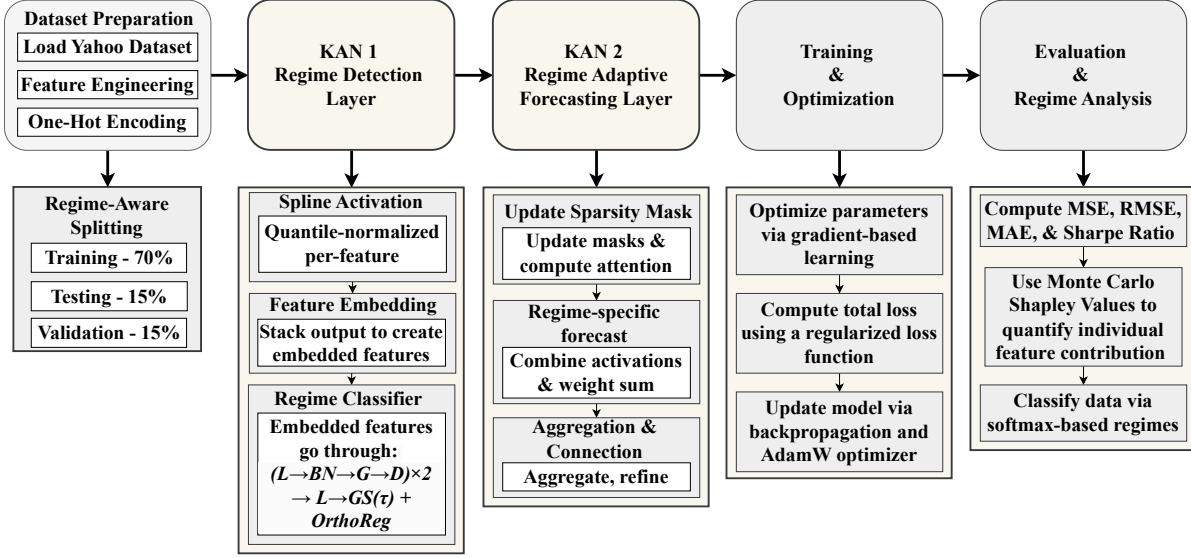 Dataset Preparation
Load Yahoo Dataset
Feature Engineering
One-Hot Encoding
Regime-Aware
Splitting
Training - 70%
Testing - 15%
Validation - 15%
KAN 1
Regime Detection
Layer
Spline Activation
Quantile-normalized
per-feature
Feature Embedding
Stack output to create
embedded features
Regime Classifier
Embedded features
go through:
(L→BN→G→D)×2
→ L→GS(τ) +
OrthoReg
KAN 2
Regime Adaptive
Forecasting Layer
Update Sparsity Mask
Update masks &
compute attention
Regime-specific
forecast
Combine activations
& weight sum
Aggregation &
Connection
Aggregate, refine
Training
&
Optimization
Optimize parameters
via gradient-based
learning
Compute total loss
using a regularized loss
function
Update model via
backpropagation and
AdamW optimizer
Evaluation
&
Regime Analysis
Compute MSE, RMSE,
MAE, & Sharpe Ratio
Use Monte Carlo
Shapley Values to
quantify individual
feature contribution
Classify data via
softmax-based regimes